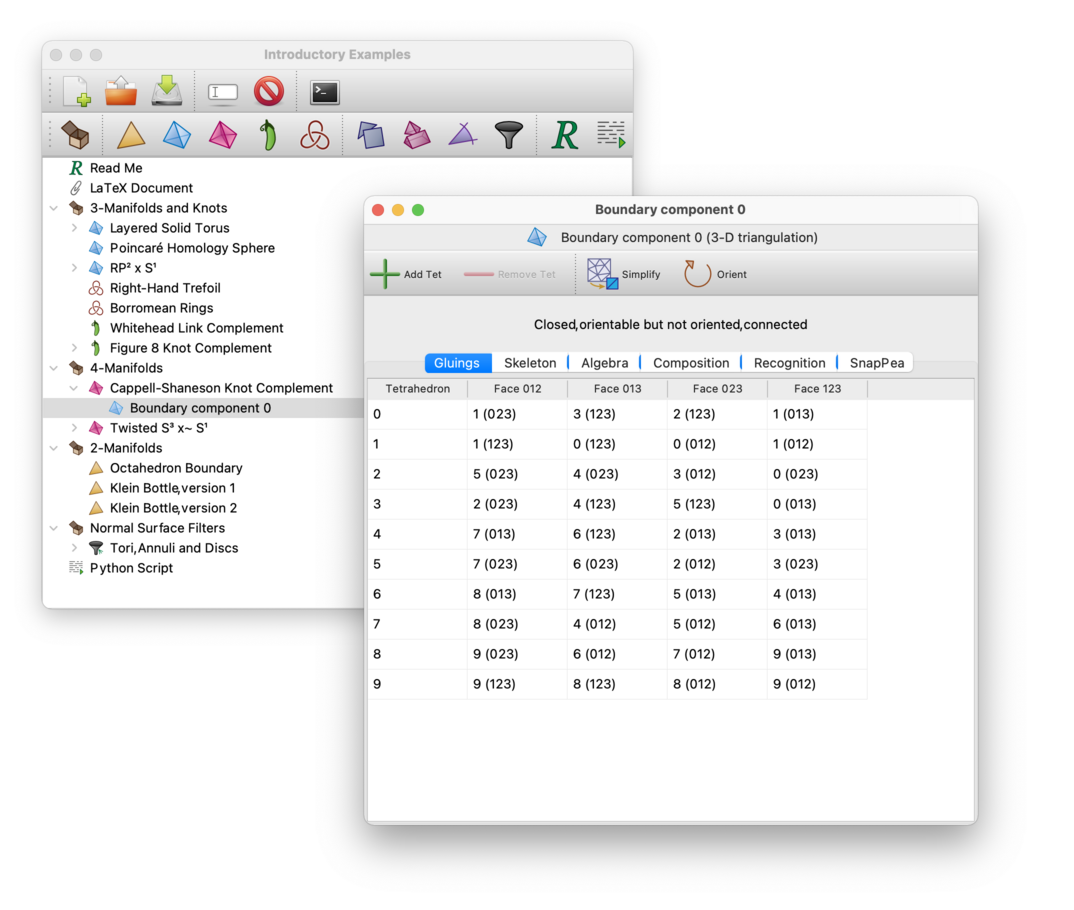 Introductory Examples
R
Read Me
LaTeX Document
3-Manifolds and Knots
Layered Solid Torus
Poincaré Homology Sphere
RP² x S¹
Right-Hand Trefoil
Borromean Rings
Whitehead Link Complement
Figure 8 Knot Complement
4-Manifolds
Cappell-Shaneson Knot Complement
Boundary component 0
Twisted S³ x~ S¹
2-Manifolds
Octahedron Boundary
Klein Bottle,version 1
Klein Bottle,version 2
Normal Surface Filters
Tori,Annuli and Discs
Python Script
Boundary component 0
Boundary component 0 (3-D triangulation)
Add Tet Remove Tet Simplify Orient
Closed,orientable but not oriented,connected
Gluings Skeleton Algebra Composition Recognition SnapPea
Tetrahedron Face 012 Face 013 Face 023 Face 123
0 1 (023) 3 (123) 2 (123) 1 (013)
1 1 (123) 0 (123) 0 (012) 1 (012)
2 5 (023) 4 (023) 3 (012) 0 (023)
3 2 (023) 4 (123) 5 (123) 0 (013)
4 7 (013) 6 (123) 2 (013) 3 (013)
5 7 (023) 6 (023) 2 (012) 3 (023)
6 8 (013) 7 (123) 5 (013) 4 (013)
7 8 (023) 4 (012) 5 (012) 6 (013)
8 9 (023) 6 (012) 7 (012) 9 (013)
9 9 (123) 8 (123) 8 (012) 9 (012)